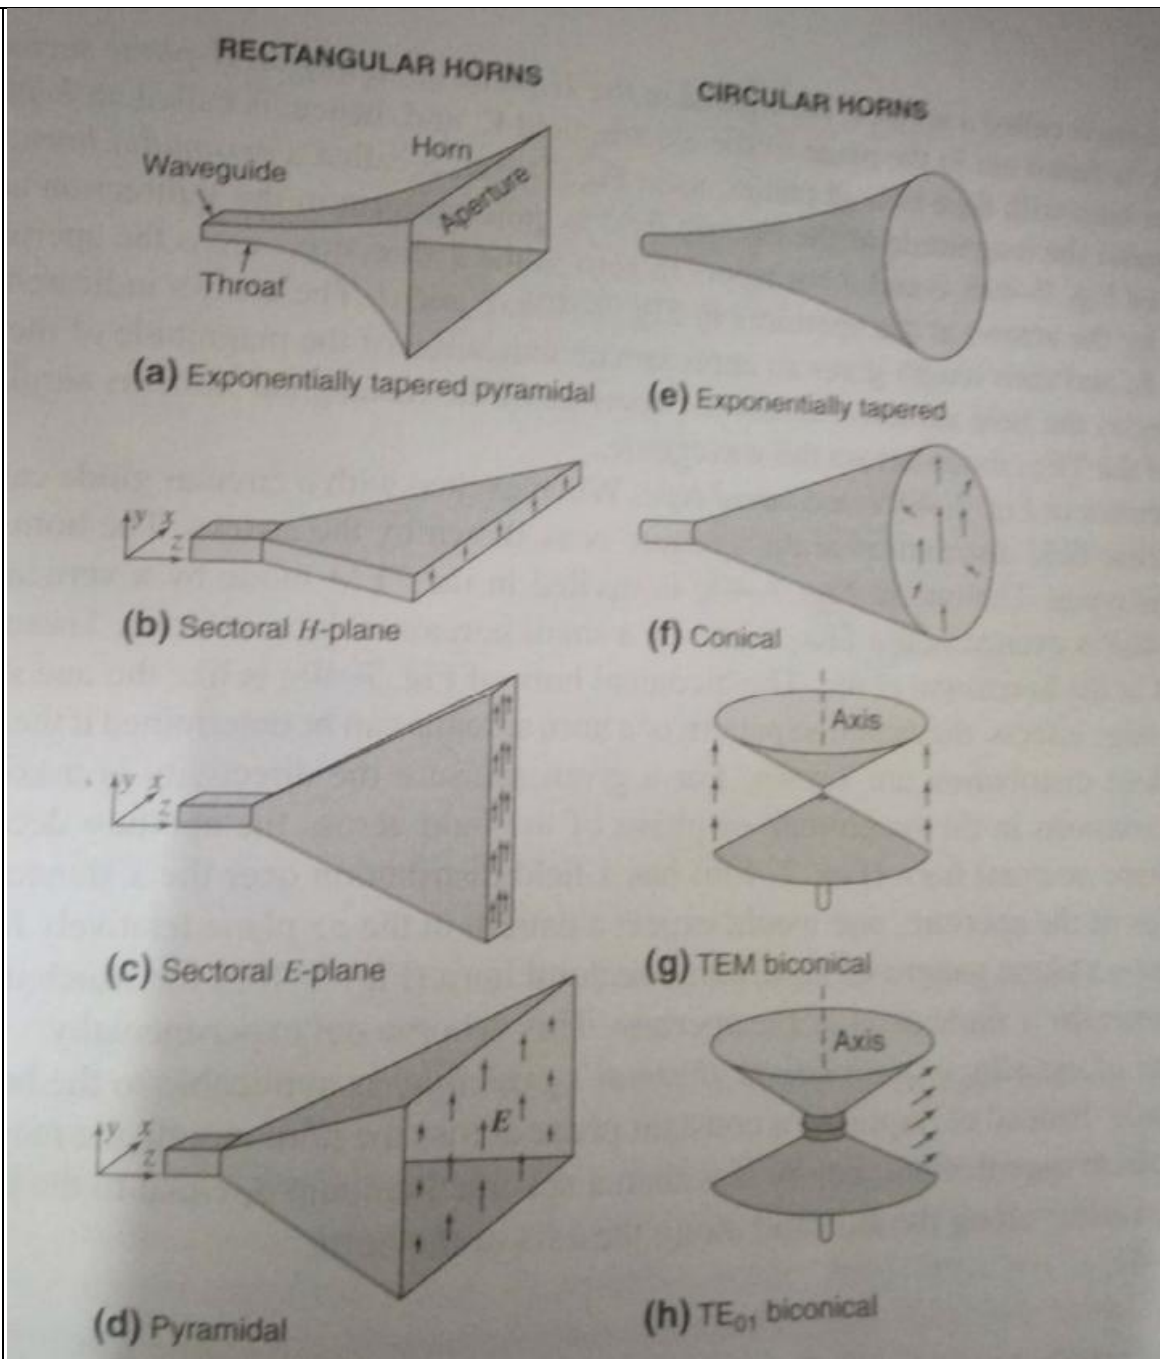 RECTANGULAR HORNS
CIRCULAR HORNS
Waveguide
Horn
Aperture
Throat
(a) Exponentially tapered pyramidal
(e) Exponentially tapered
y x
z
(b) Sectoral H-plane
(f) Conical
y x
z
Axis
(c) Sectoral E-plane
(g) TEM biconical
y x
z
E
Axis
(d) Pyramidal
(h) TE₀₁ biconical